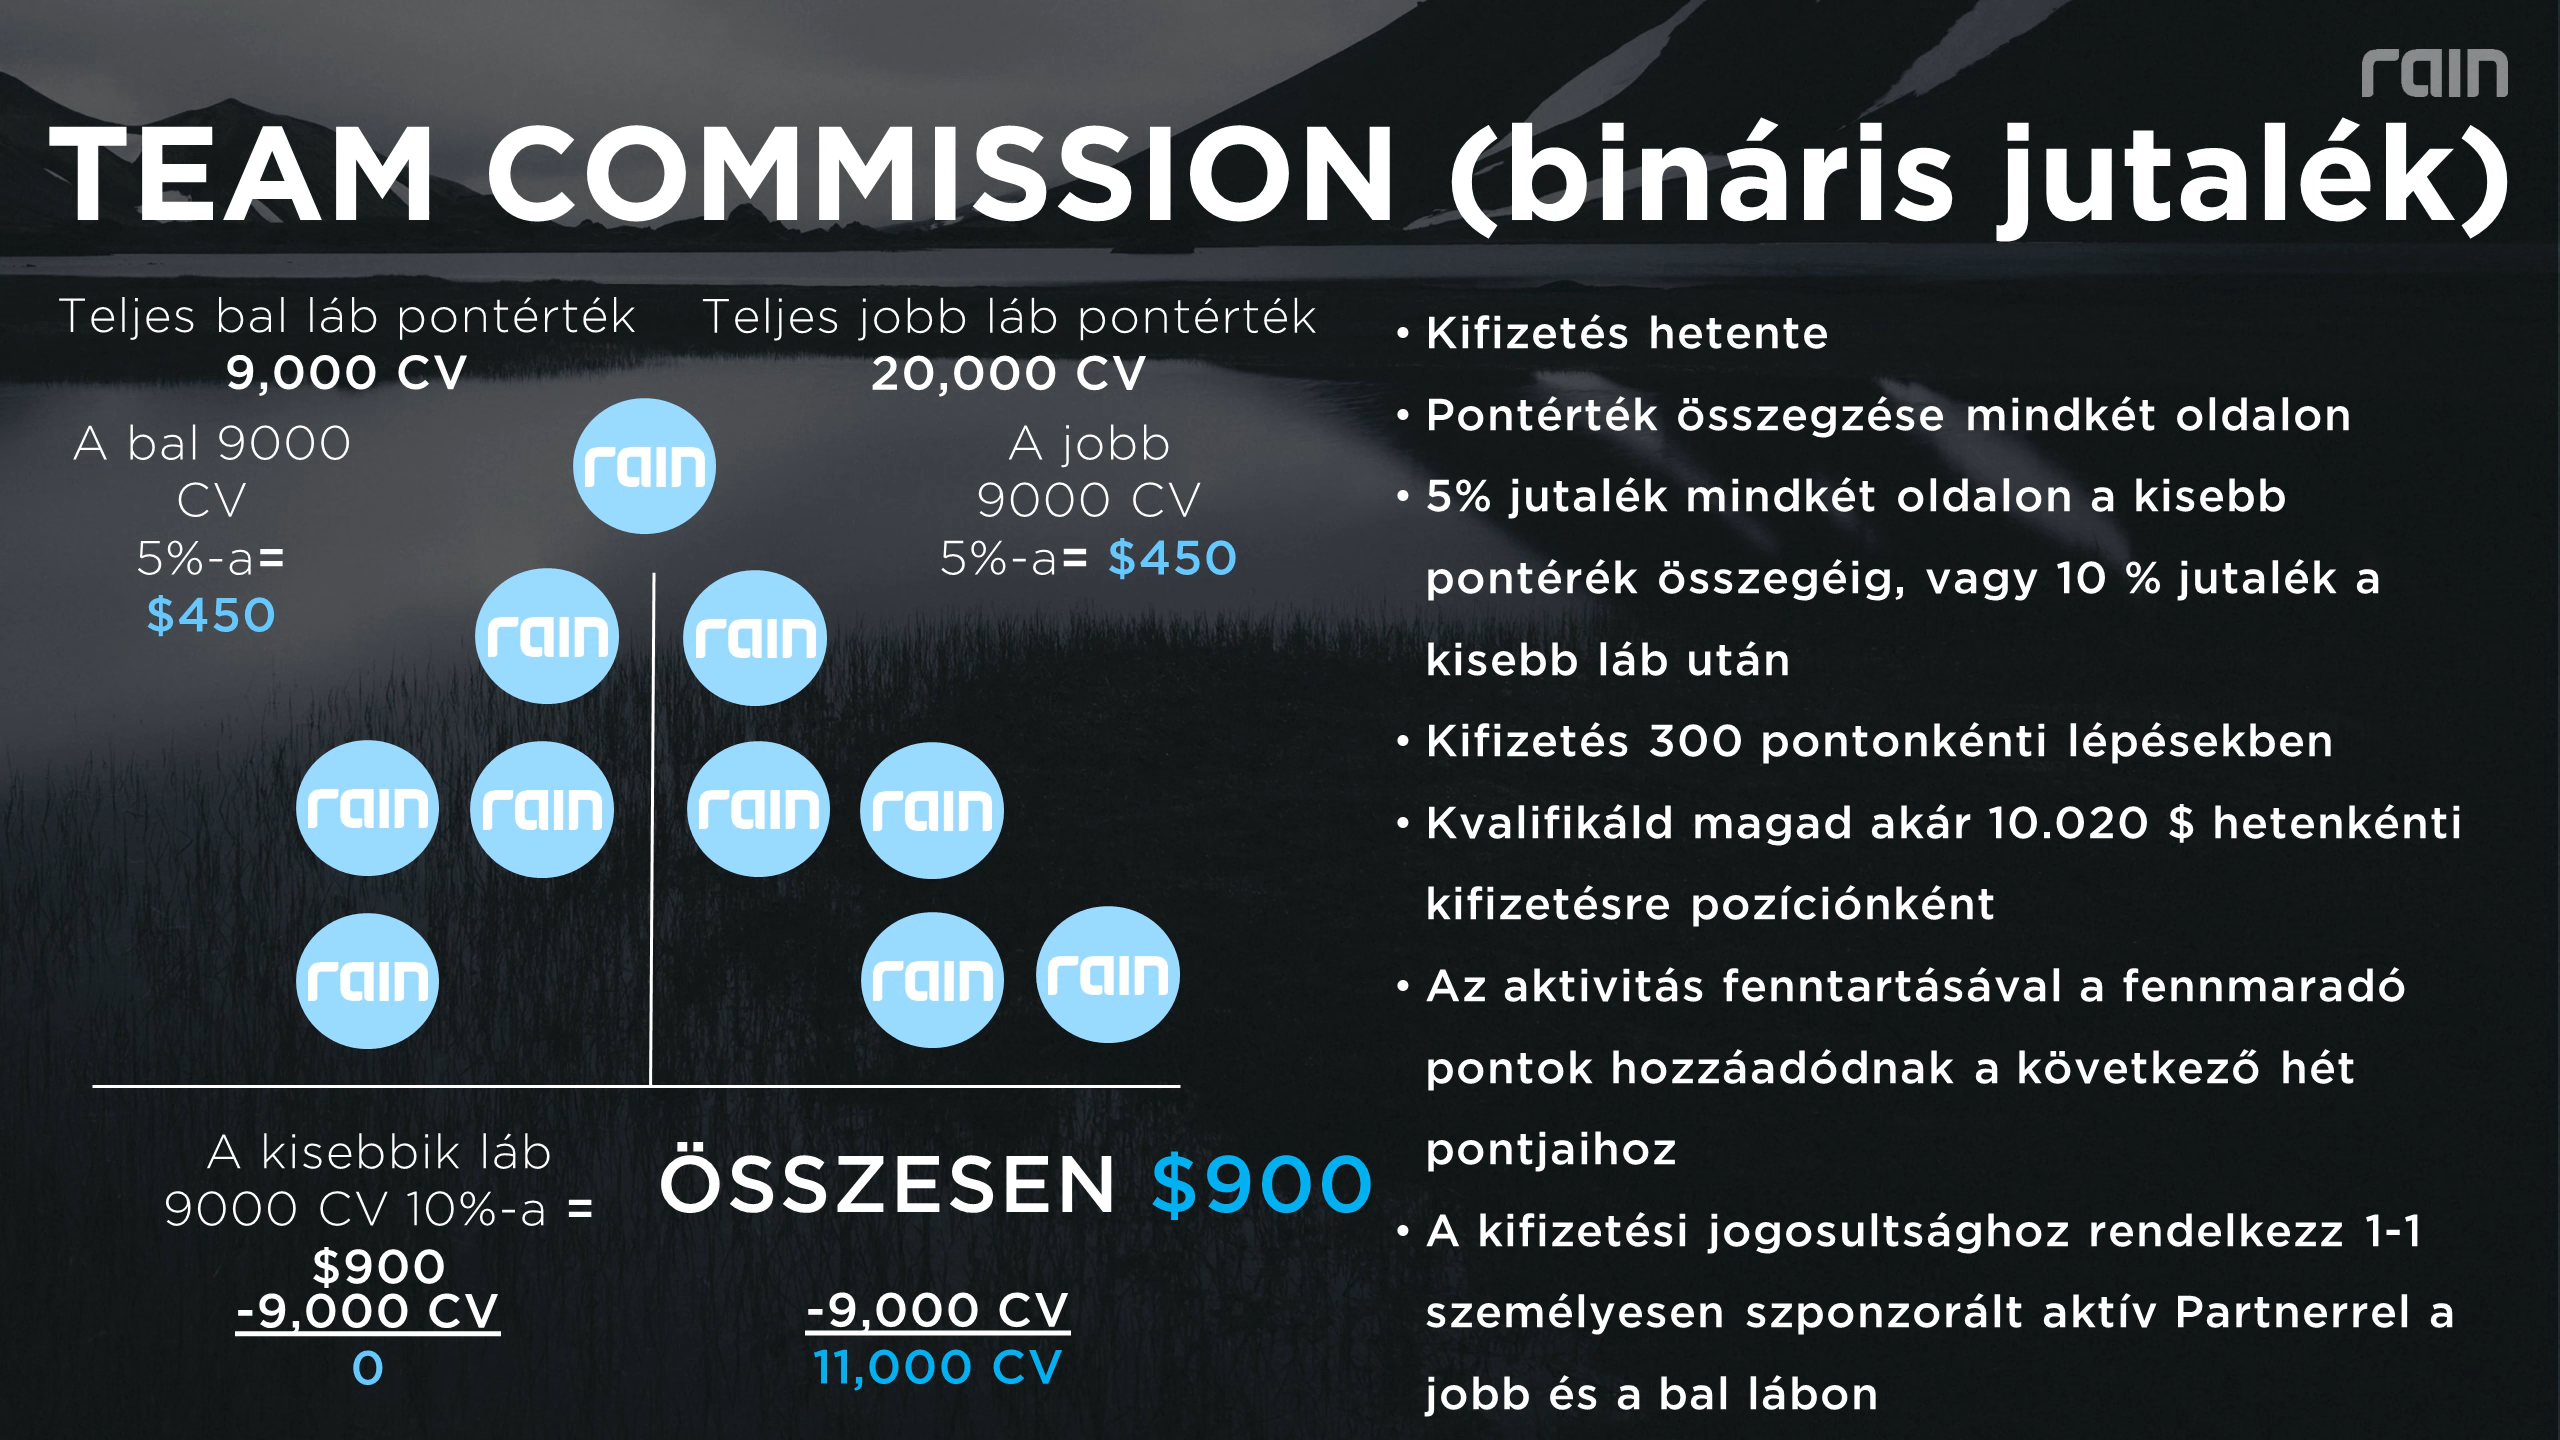 rain
TEAM COMMISSION (bináris jutalék)
Teljes bal láb pontérték
9,000 CV
Teljes jobb láb pontérték
20,000 CV
A bal 9000
CV
5%-a=
$450
A jobb
9000 CV
5%-a= $450
rain
rain
rain
rain
rain
rain
rain
rain
rain
rain
A kisebbik láb
9000 CV 10%-a =
$900
-9,000 CV
0
ÖSSZESEN $900
-9,000 CV
11,000 CV
• Kifizetés hetente
• Pontérték összegzése mindkét oldalon
• 5% jutalék mindkét oldalon a kisebb
pontérék összegéig, vagy 10 % jutalék a
kisebb láb után
• Kifizetés 300 pontonkénti lépésekben
• Kvalifikáld magad akár 10.020 $ hetenkénti
kifizetésre pozíciónként
• Az aktivitás fenntartásával a fennmaradó
pontok hozzáadódnak a következő hét
pontjaihoz
• A kifizetési jogosultsághoz rendelkezz 1-1
személyesen szponzorált aktív Partnerrel a
jobb és a bal lábon